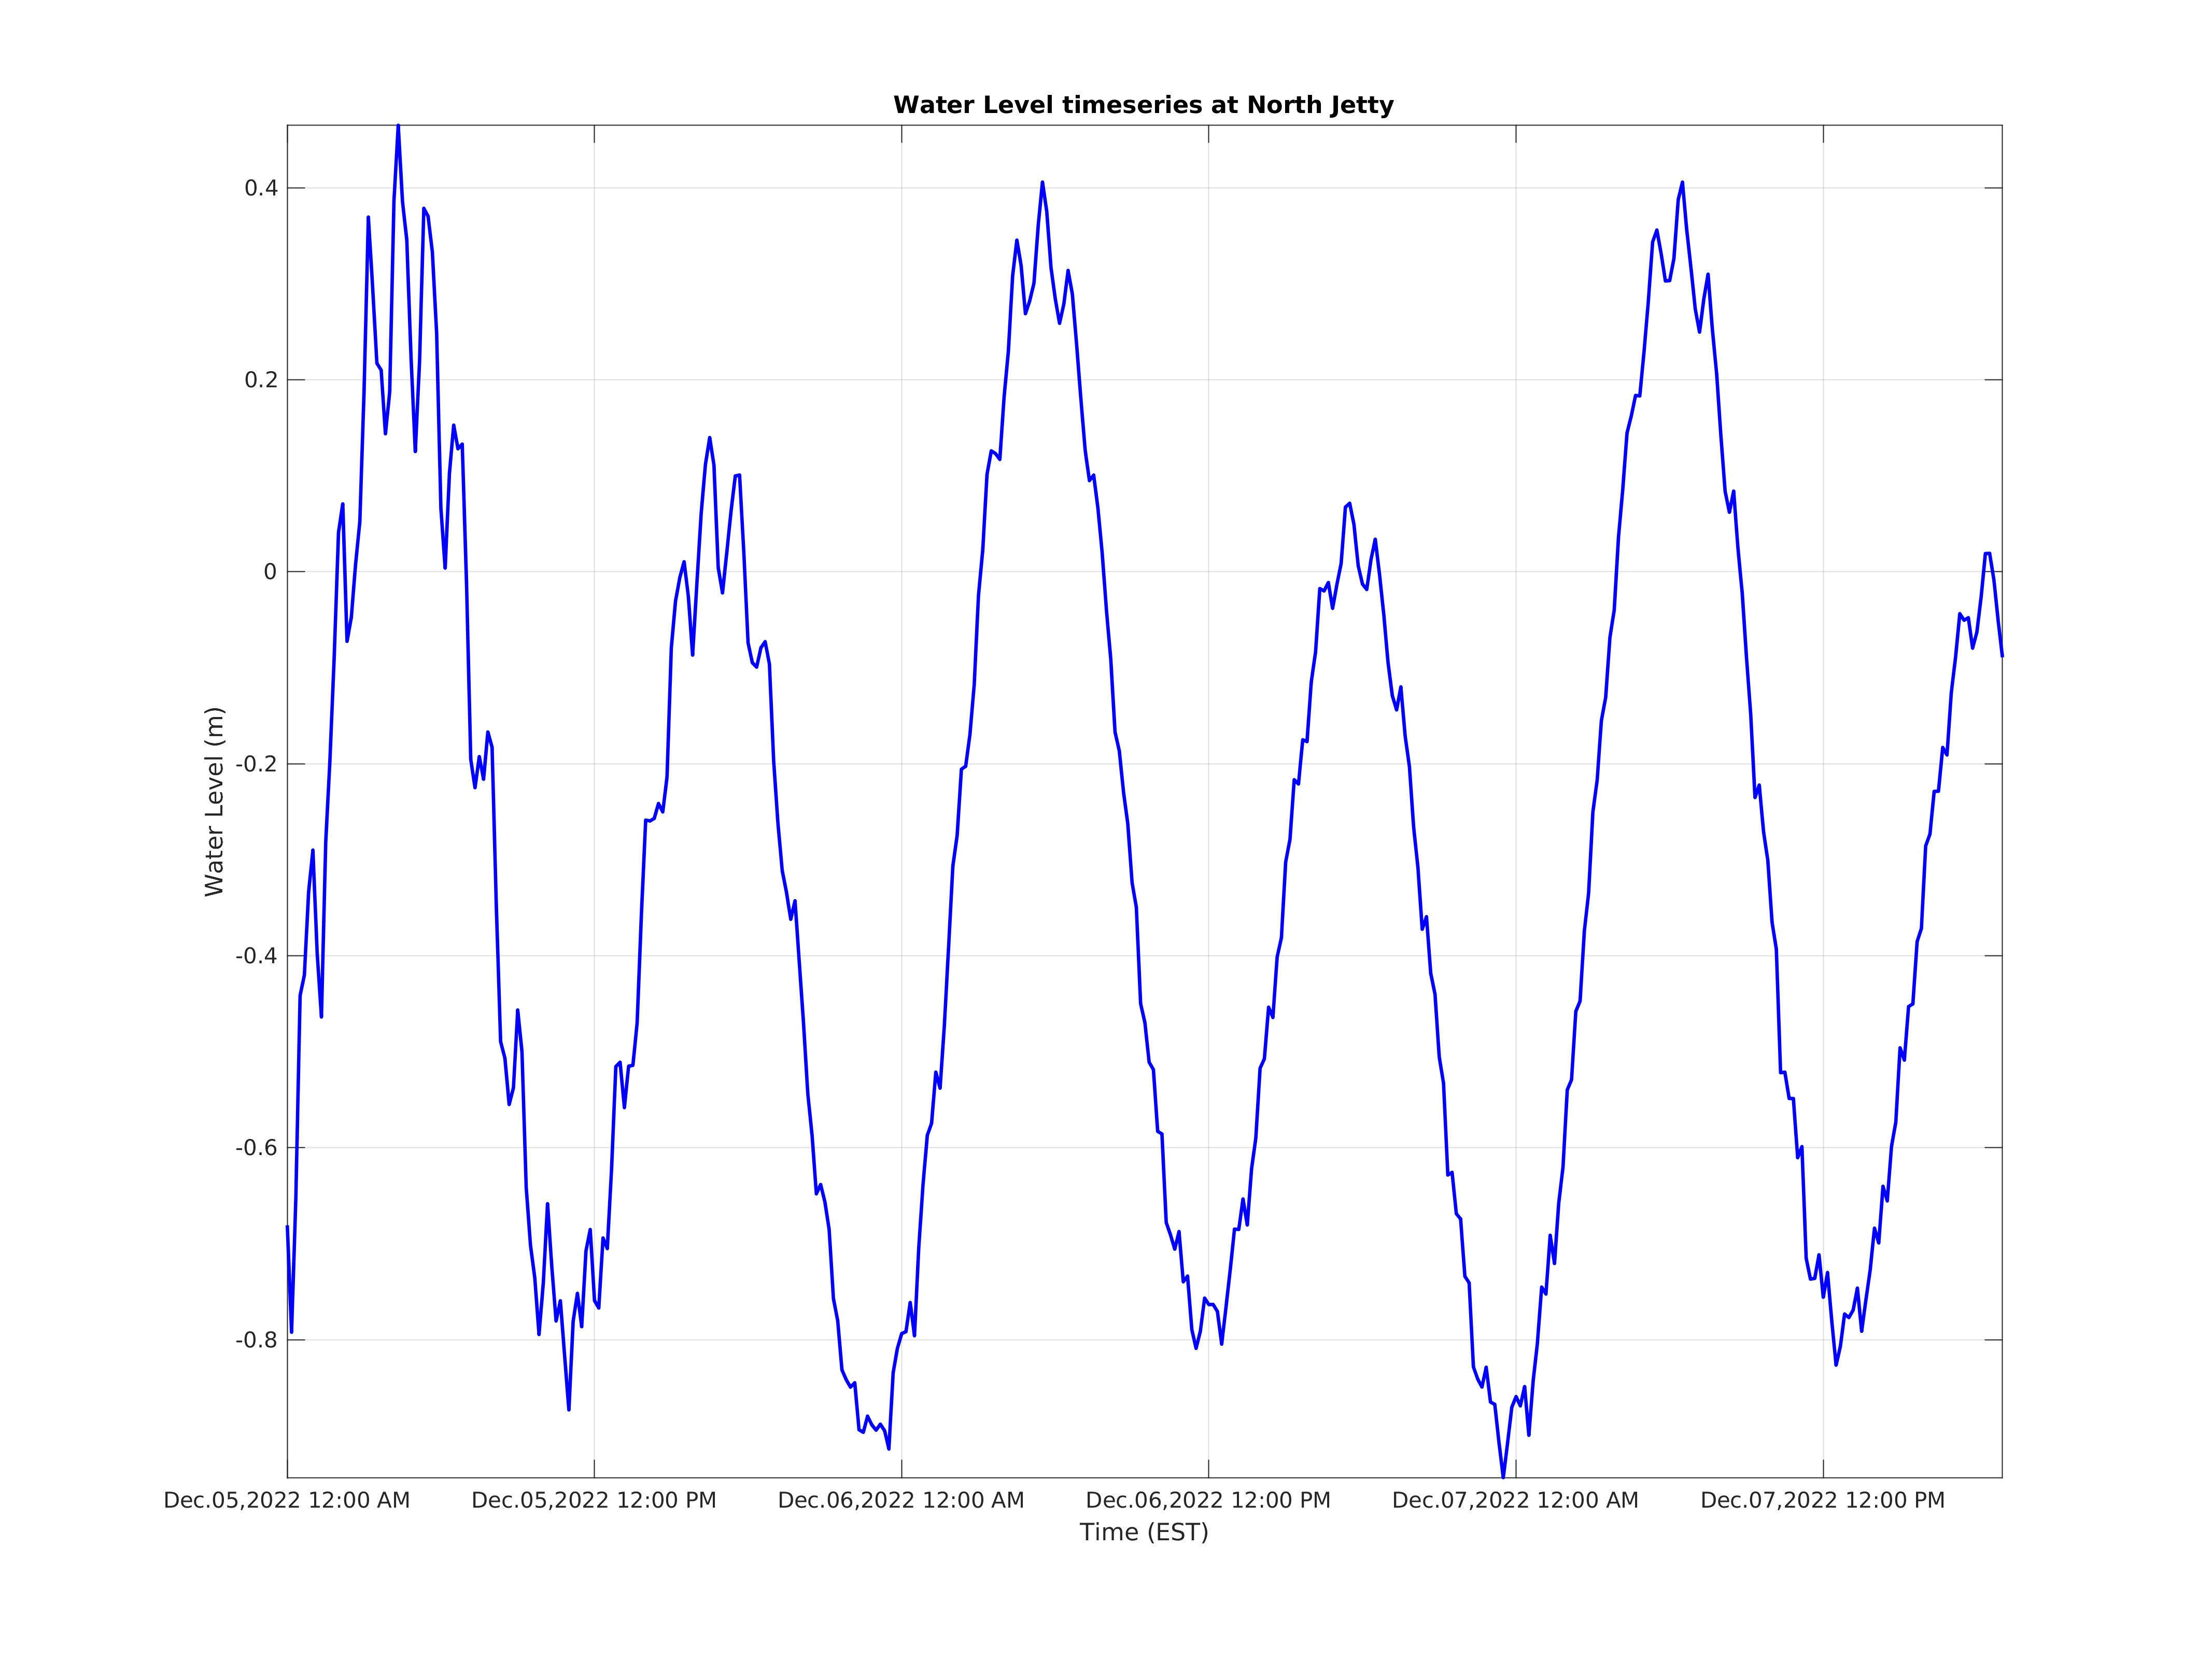 Water Level timeseries at North Jetty
0.4
0.2
0
-0.2
-0.4
-0.6
-0.8
Water Level (m)
Dec.05,2022 12:00 AM Dec.05,2022 12:00 PM Dec.06,2022 12:00 AM Dec.06,2022 12:00 PM Dec.07,2022 12:00 AM Dec.07,2022 12:00 PM
Time (EST)